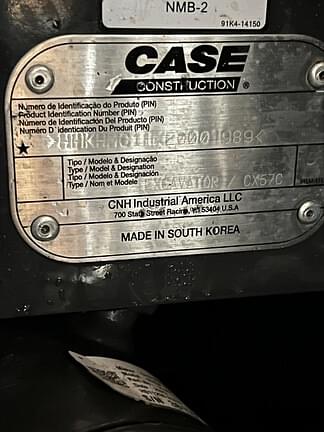 NMB-2
91K4-14150
CASE
CONSTRUCTION ®
Numero de Identificação do Produto (PIN)
Product Identification Number (PIN)
Número de Identificación Del Producto (PIN)
Numéro D'identication Du Produit (PIN)
Tipo / Modelo & Designação
Type / Model & Designation
Tipo / Modelo & Designación
Type / Nom et Modele
EXCAVATOR / CX57C
CNH Industrial America LLC
700 State Street Racine, WI 53404 U.S.A
MADE IN SOUTH KOREA